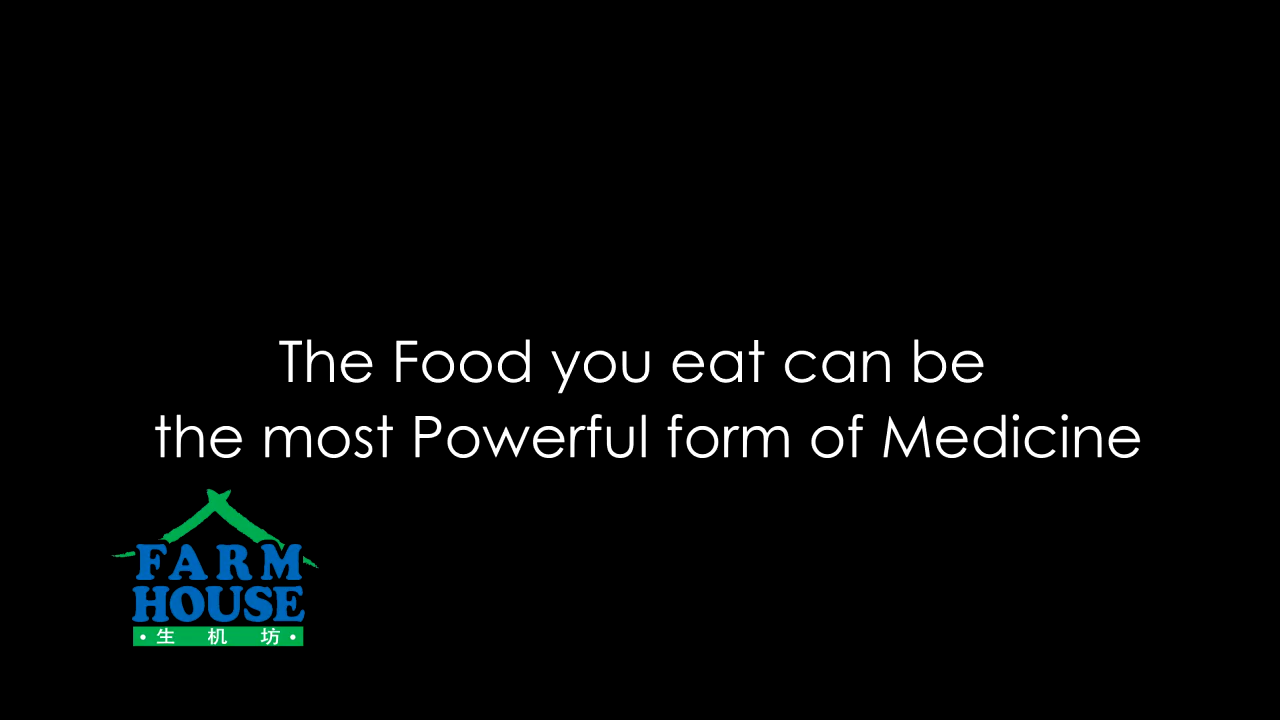 The Food you eat can be
the most Powerful form of Medicine
FARM
HOUSE
·生机坊·